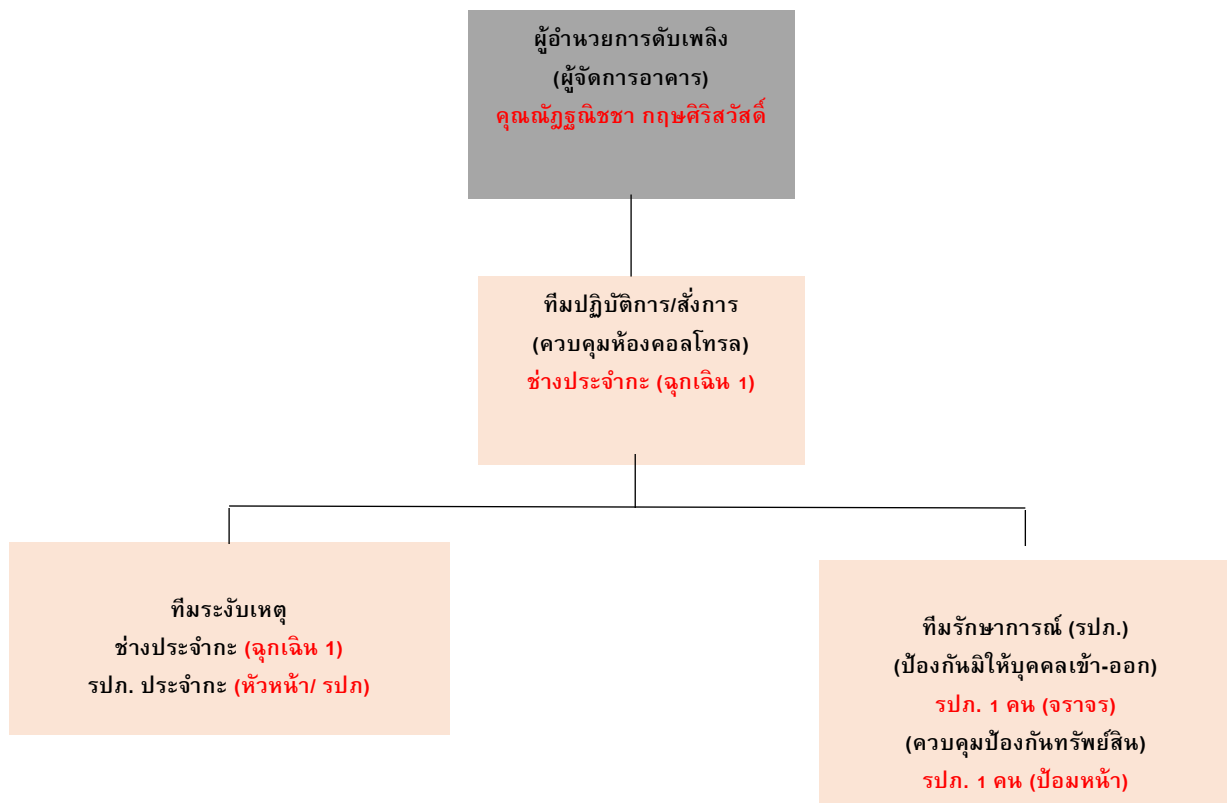 ผู้อำนวยการดับเพลิง
(ผู้จัดการอาคาร)
คุณณัฏฐณิชชา กฤษศิริสวัสดิ์
ทีมปฏิบัติการ/สั่งการ
(ควบคุมห้องคอลโทรล)
ช่างประจำกะ (ฉุกเฉิน 1)
ทีมระงับเหตุ
ช่างประจำกะ (ฉุกเฉิน 1)
รปภ. ประจำกะ (หัวหน้า/ รปภ)
ทีมรักษาการณ์ (รปภ.)
(ป้องกันมิให้บุคคลเข้า-ออก)
รปภ. 1 คน (จราจร)
(ควบคุมป้องกันทรัพย์สิน)
รปภ. 1 คน (ป้อมหน้า)